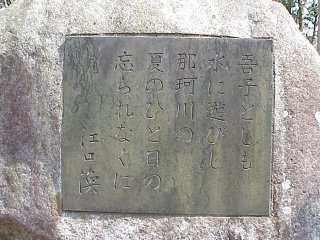 吾子としも
水に遊びし
那珂川の
夏のひと日の
忘られなくに
江口渙